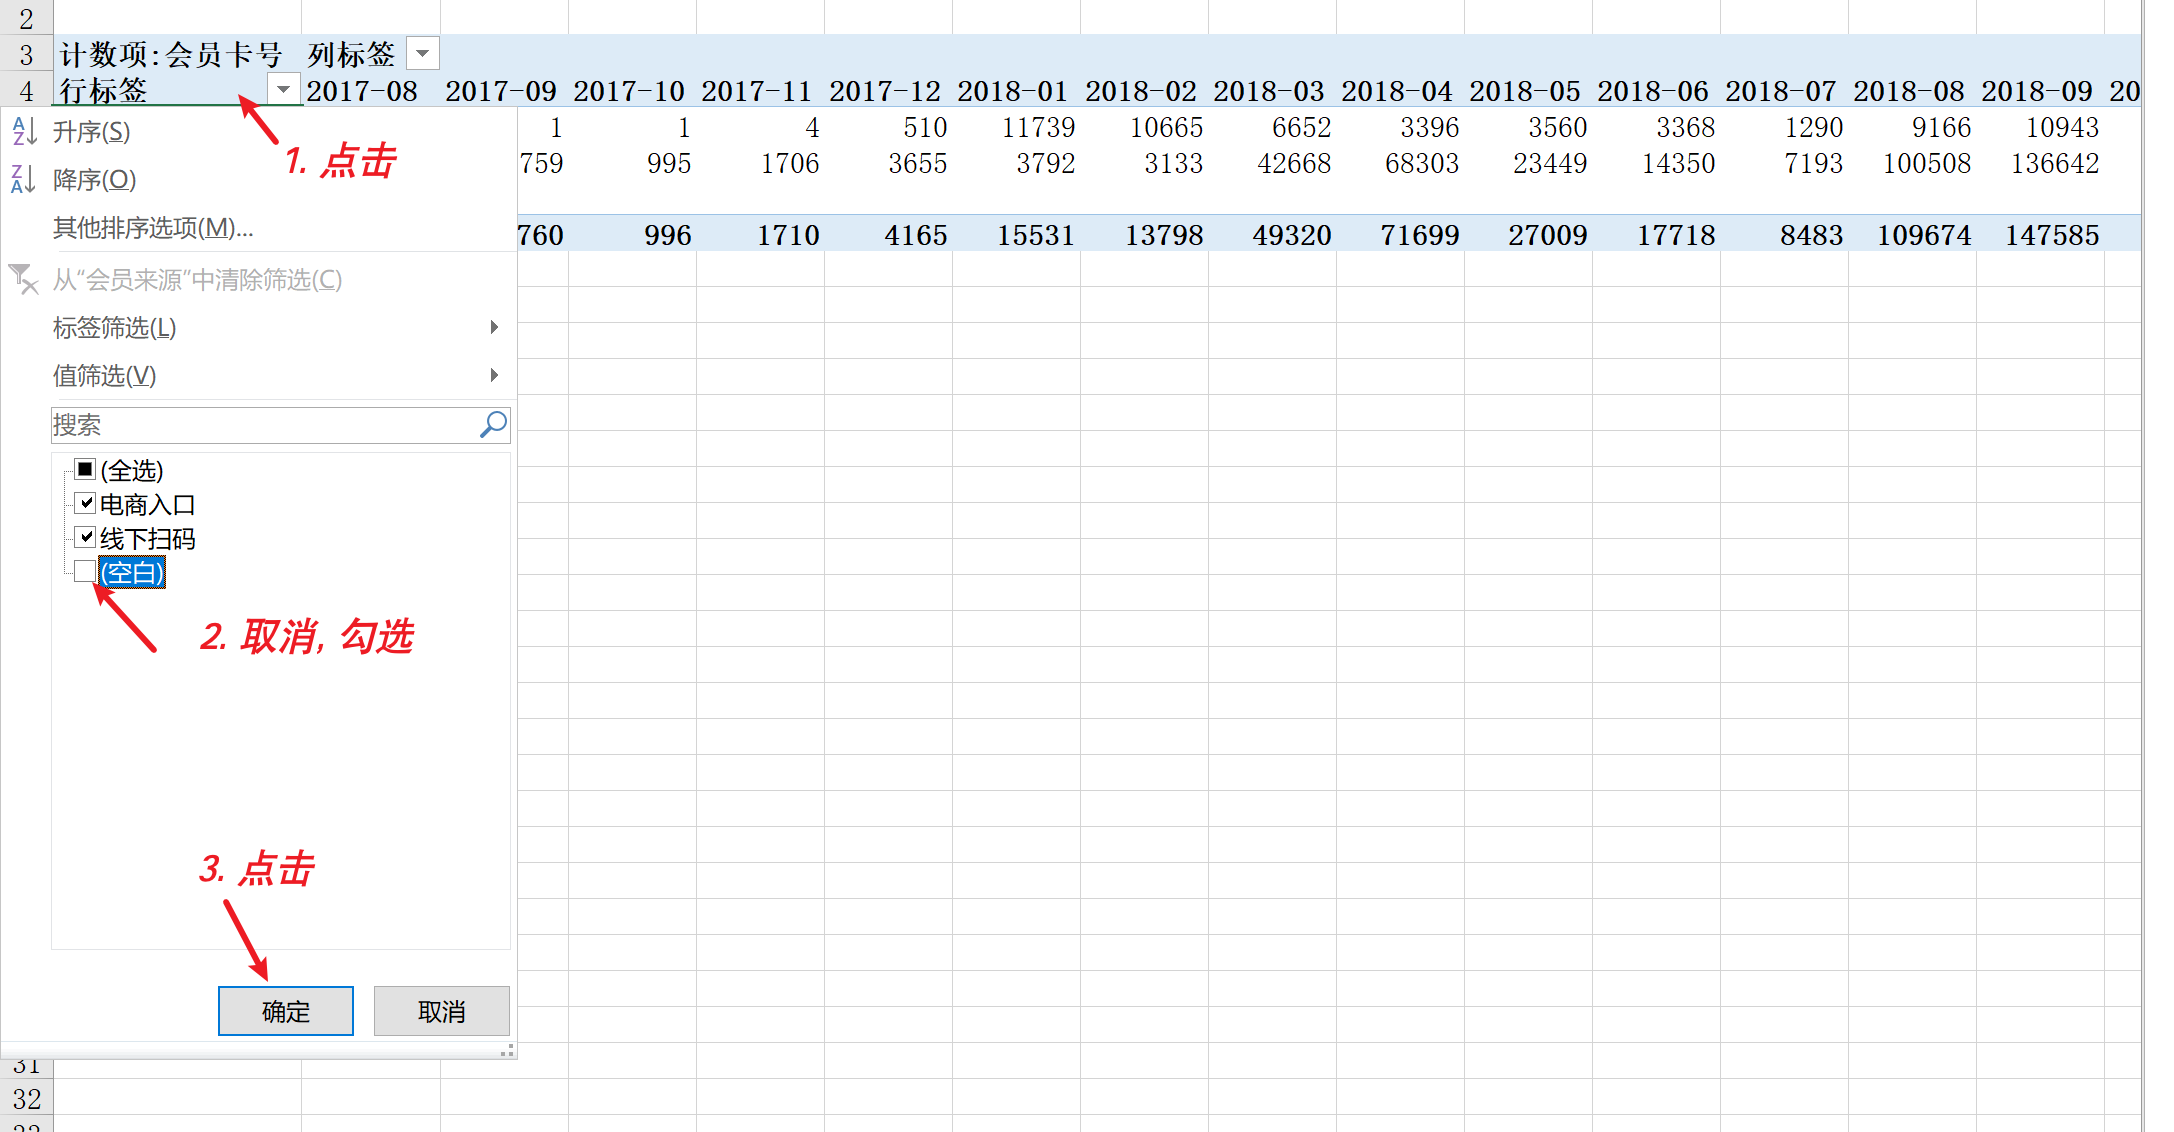 2
3 计数项:会员卡号 列标签
4 行标签 2017-08 2017-09 2017-10 2017-11 2017-12 2018-01 2018-02 2018-03 2018-04 2018-05 2018-06 2018-07 2018-08 2018-09 20
1 1 4 510 11739 10665 6652 3396 3560 3368 1290 9166 10943
759 995 1706 3655 3792 3133 42668 68303 23449 14350 7193 100508 136642
760 996 1710 4165 15531 13798 49320 71699 27009 17718 8483 109674 147585
1. 点击
升序(S)
降序(O)
其他排序选项(M)...
从“会员来源”中清除筛选(C)
标签筛选(L)
值筛选(V)
搜索
(全选)
电商入口
线下扫码
(空白)
2. 取消, 勾选
3. 点击
确定 取消
31
32
33